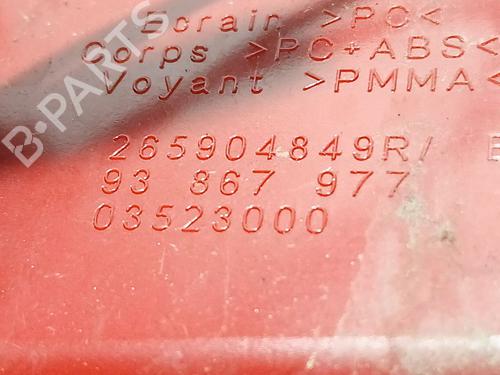 Ecrain >PC<
Corps >PC+ABS<
Voyant >PMMA<
265904849R/ E
93 867 977
03523000
B-PARTS